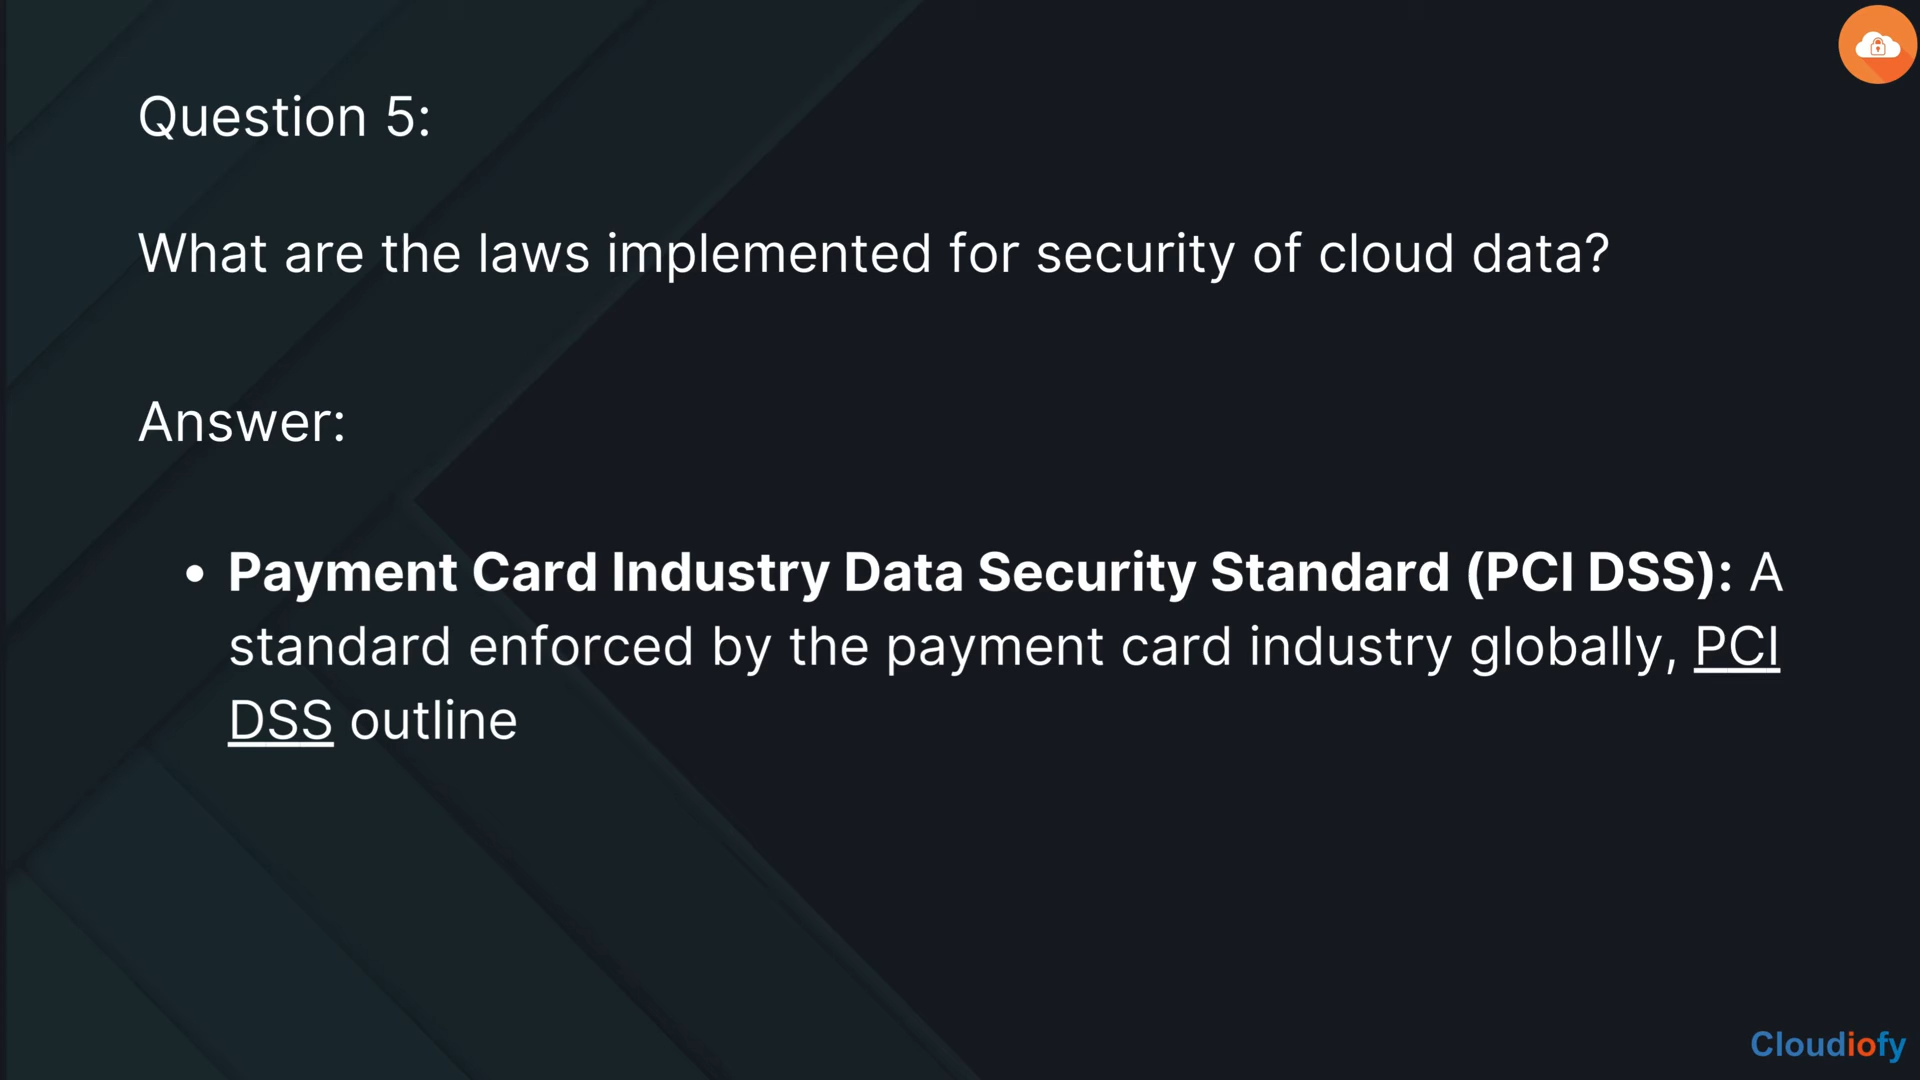 Question 5:
What are the laws implemented for security of cloud data?
Answer:
• Payment Card Industry Data Security Standard (PCI DSS): A
standard enforced by the payment card industry globally, PCI
DSS outline
Cloudiofy